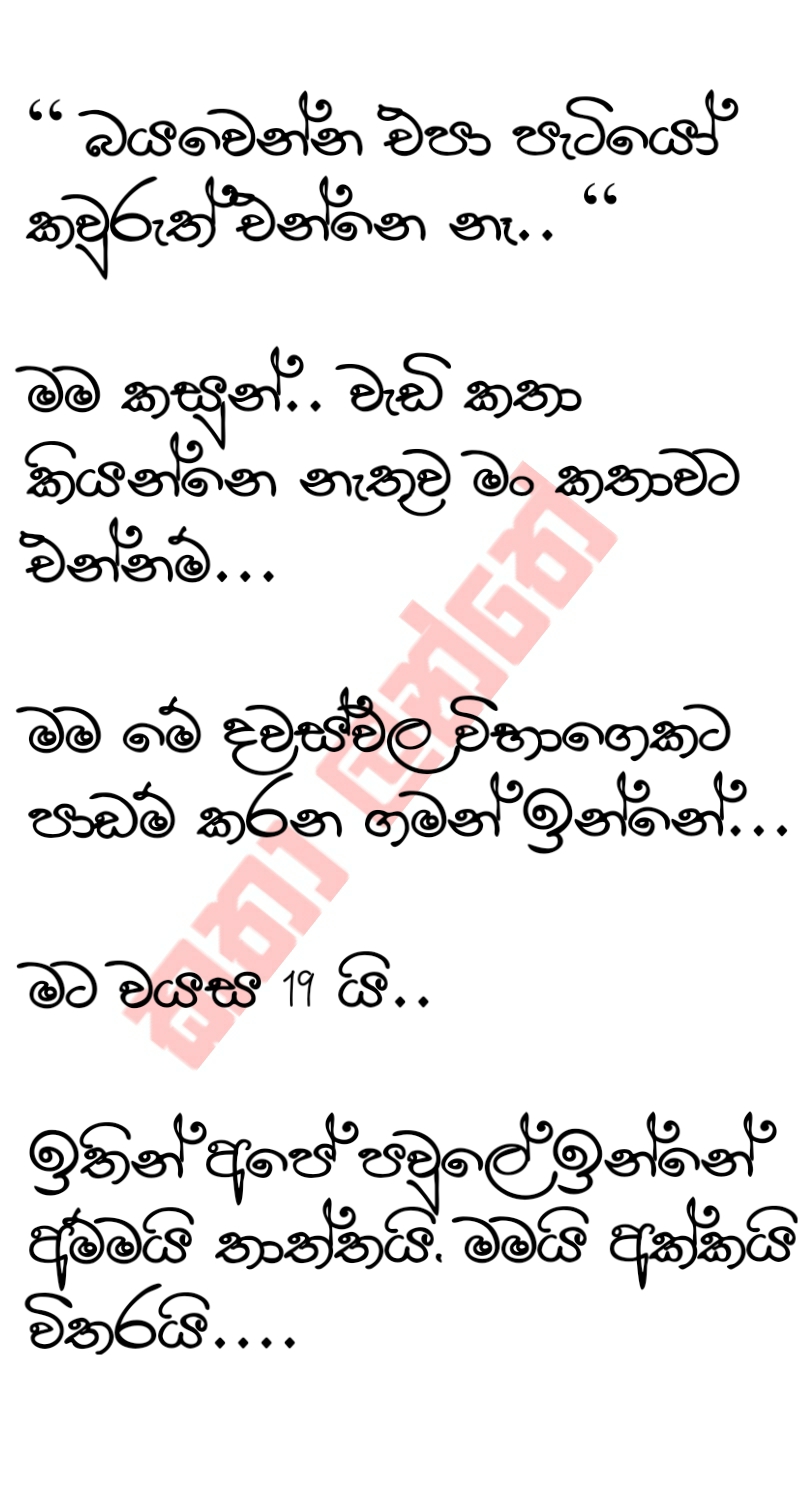 “ බයවෙන්න එපා පැටියෝ
කවුරුත් එන්නෙ නෑ.. “
මම කසුන්.. වැඩි කතා
කියන්නෙ නැතුව මං කතාවට
එන්නම්...
මම මේ දවස්වල විභාගෙකට
පාඩම් කරන ගමන් ඉන්නේ...
මට වයස 19 යි..
ඉතින් අපේ පවුලේ ඉන්නේ
අම්මයි තාත්තයි, මමයි අක්කයි
විතරයි....
කතා